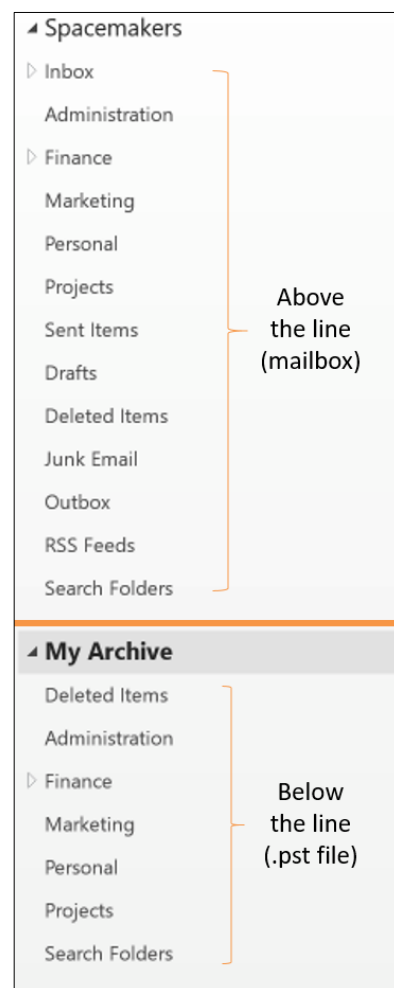 Spacemakers
Inbox
Administration
Finance
Marketing
Personal
Projects
Sent Items
Drafts
Deleted Items
Junk Email
Outbox
RSS Feeds
Search Folders
Above
the line
(mailbox)
My Archive
Deleted Items
Administration
Finance
Marketing
Personal
Projects
Search Folders
Below
the line
(.pst file)